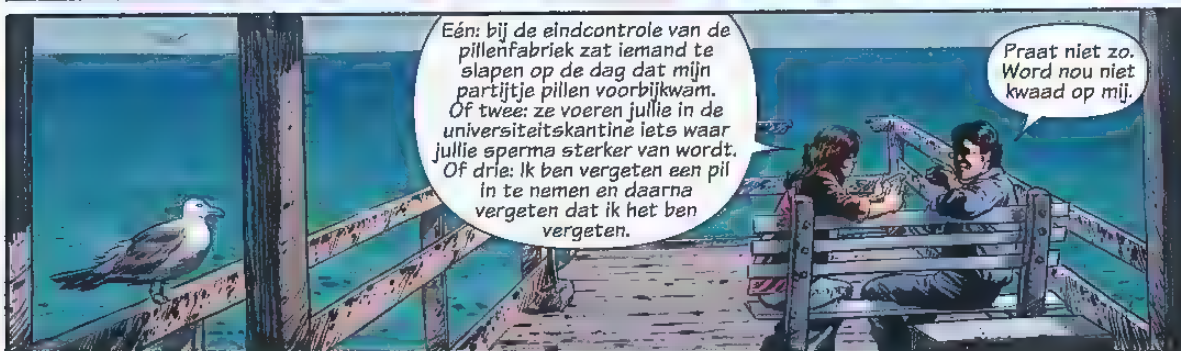 Eén: bij de eindcontrole van de
pillenfabriek zat iemand te
slapen op de dag dat mijn
partijtje pillen voorbijkwam.
Of twee: ze voeren jullie in de
universiteitskantine iets waar
jullie sperma sterker van wordt.
Of drie: Ik ben vergeten een pil
in te nemen en daarna
vergeten dat ik het ben
vergeten.
Praat niet zo.
Word nou niet
kwaad op mij.